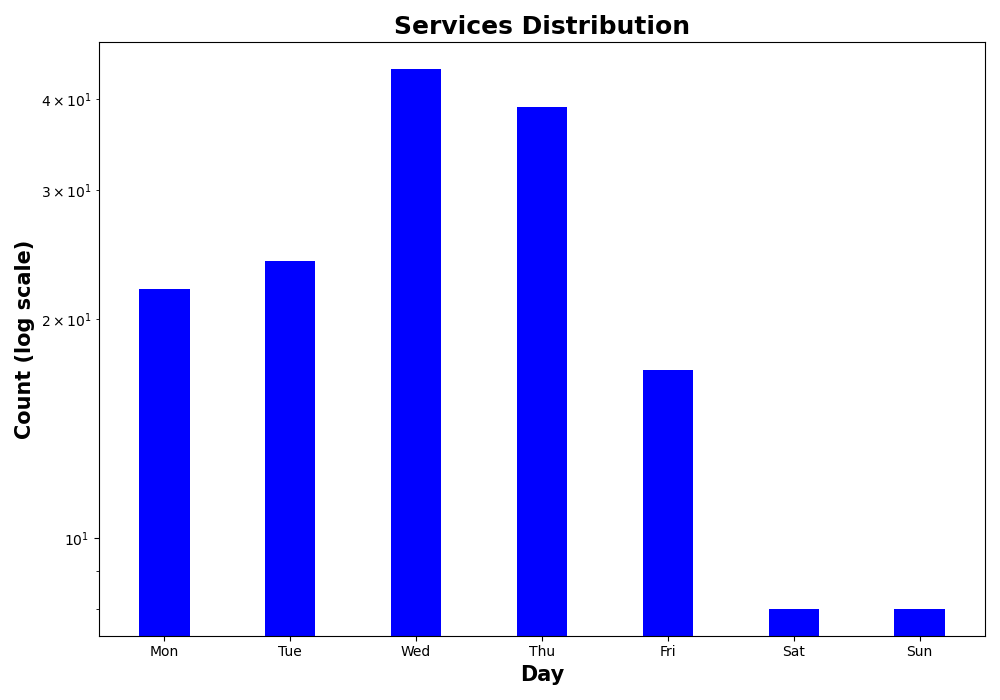 Services Distribution
Count (log scale)
4 × 10¹
3 × 10¹
2 × 10¹
10¹
Mon Tue Wed Thu Fri Sat Sun
Day